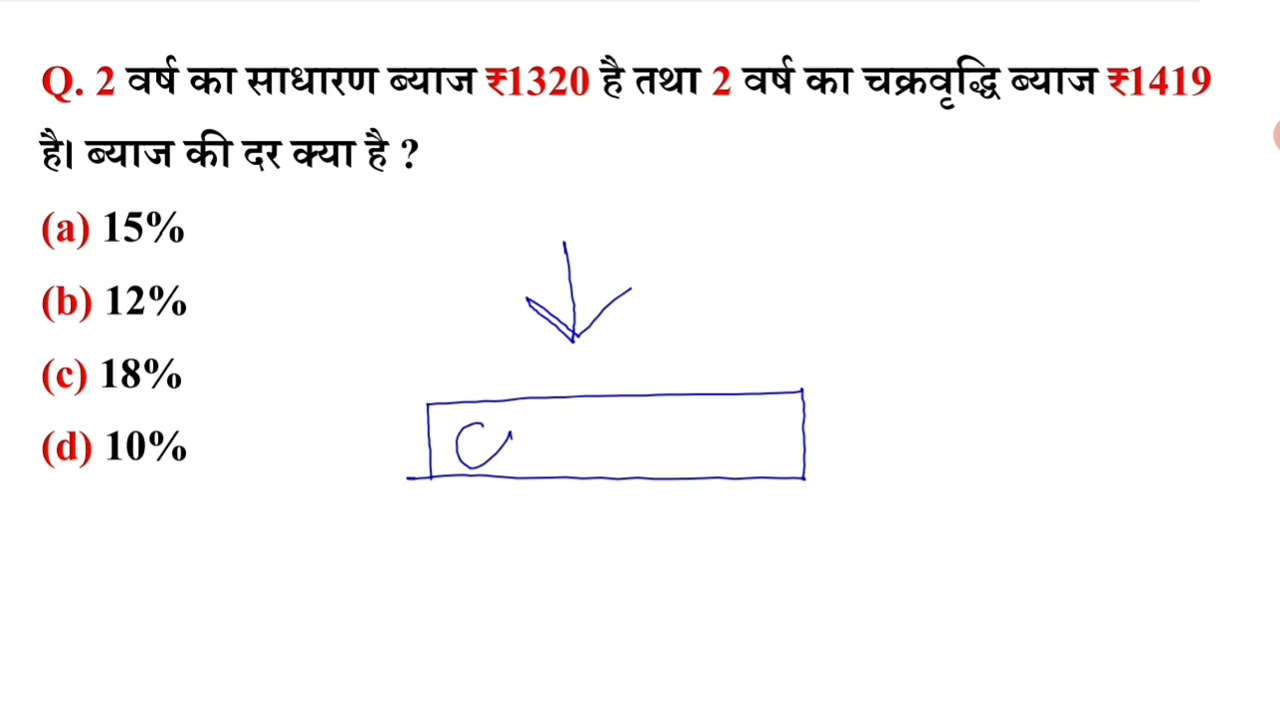 Q. 2 वर्ष का साधारण ब्याज ₹1320 है तथा 2 वर्ष का चक्रवृद्धि ब्याज ₹1419
है। ब्याज की दर क्या है ?
(a) 15%
(b) 12%
(c) 18%
(d) 10%